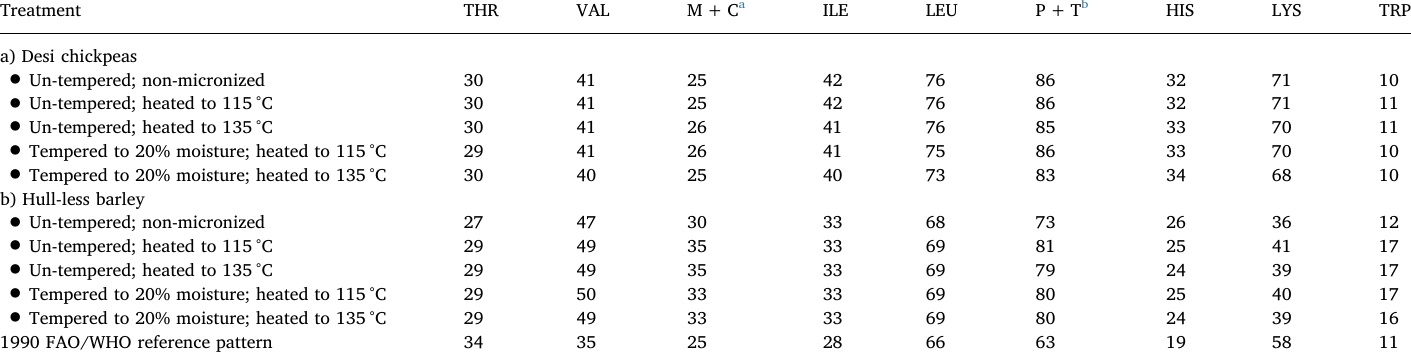 Treatment THR VAL M + Ca ILE LEU P + Tb HIS LYS TRP
a) Desi chickpeas
● Un-tempered; non-micronized 30 41 25 42 76 86 32 71 10
● Un-tempered; heated to 115 °C 30 41 25 42 76 86 32 71 11
● Un-tempered; heated to 135 °C 30 41 26 41 76 85 33 70 11
● Tempered to 20% moisture; heated to 115 °C 29 41 26 41 75 86 33 70 10
● Tempered to 20% moisture; heated to 135 °C 30 40 25 40 73 83 34 68 10
b) Hull-less barley
● Un-tempered; non-micronized 27 47 30 33 68 73 26 36 12
● Un-tempered; heated to 115 °C 29 49 35 33 69 81 25 41 17
● Un-tempered; heated to 135 °C 29 49 35 33 69 79 24 39 17
● Tempered to 20% moisture; heated to 115 °C 29 50 33 33 69 80 25 40 17
● Tempered to 20% moisture; heated to 135 °C 29 49 33 33 69 80 24 39 16
1990 FAO/WHO reference pattern 34 35 25 28 66 63 19 58 11